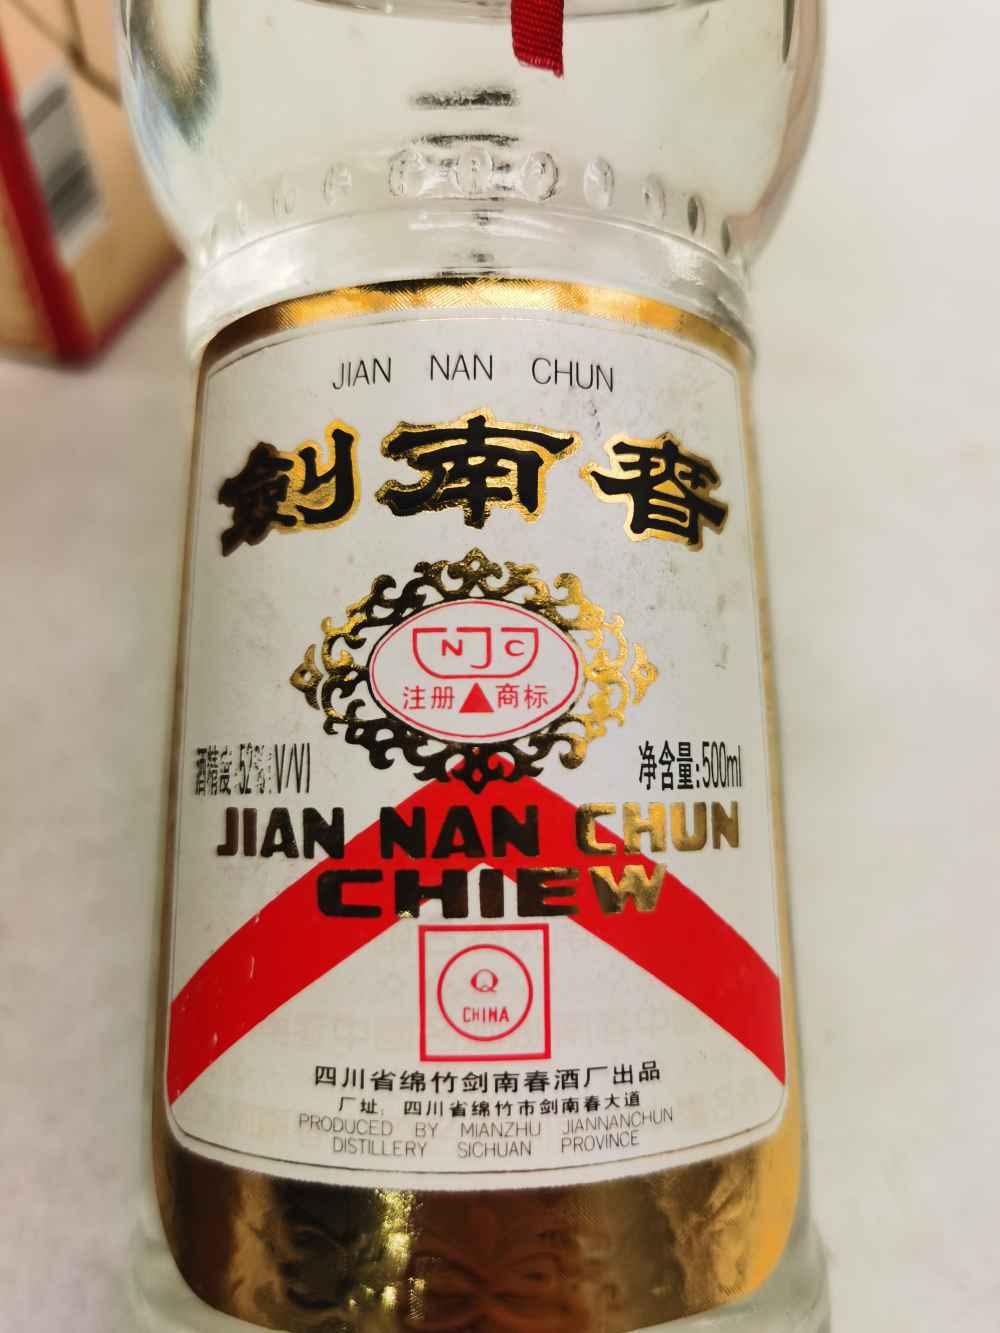 JIAN NAN CHUN
劍南春
NJC
注册 商标
酒精度:52%(V/V) 净含量:500ml
JIAN NAN CHUN
CHIEW
Q
CHINA
四川省绵竹剑南春酒厂出品
厂址: 四川省绵竹市剑南春大道
PRODUCED BY MIANZHU JIANNANCHUN
DISTILLERY SICHUAN PROVINCE